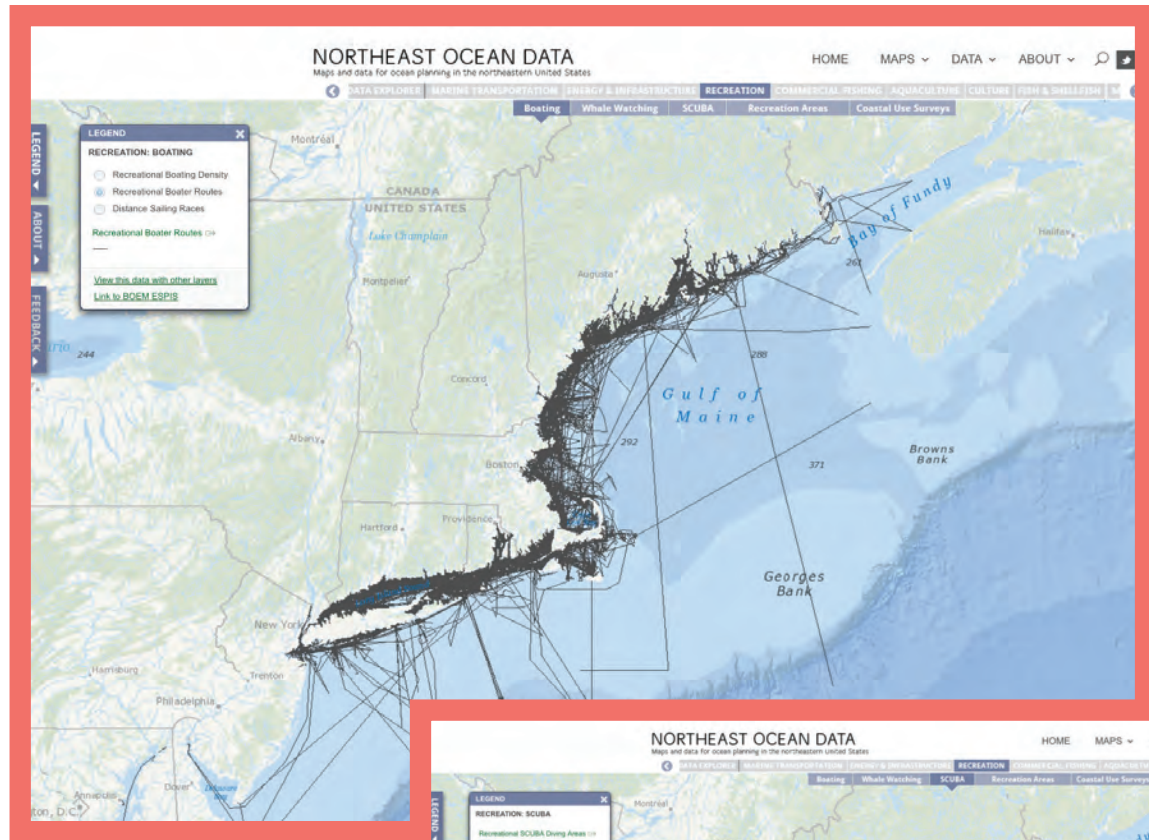 NORTHEAST OCEAN DATA
Maps and data for ocean planning in the northeastern United States
HOME MAPS DATA ABOUT
DATA EXPLORER MARINE TRANSPORTATION ENERGY & INFRASTRUCTURE RECREATION COMMERCIAL FISHING AQUACULTURE CULTURE FISH & SHELLFISH M
Boating Whale Watching SCUBA Recreation Areas Coastal Use Surveys
LEGEND
ABOUT
FEEDBACK
LEGEND X
RECREATION: BOATING
Recreational Boating Density
Recreational Boater Routes
Distance Sailing Races
Recreational Boater Routes
View this data with other layers
Link to BOEM ESPIS
Montréal
CANADA
UNITED STATES
Lake Champlain
Montpelier
Augusta
Bay of Fundy
Halifax
261
244
288
Concord
Gulf of
Maine
292
Albany
Boston
371
Browns
Bank
Hartford
Providence
Georges
Bank
New York
Harrisburg
Trenton
Philadelphia
Annapolis
Dover
Delaware
Bay
ton, D.C.
NORTHEAST OCEAN DATA
Maps and data for ocean planning in the northeastern United States
HOME MAPS
DATA EXPLORER MARINE TRANSPORTATION ENERGY & INFRASTRUCTURE RECREATION COMMERCIAL FISHING
Boating Whale Watching SCUBA Recreation Areas Coastal Use Surveys
LEGEND
LEGEND X
RECREATION: SCUBA
Recreational SCUBA Diving Areas
Montréal